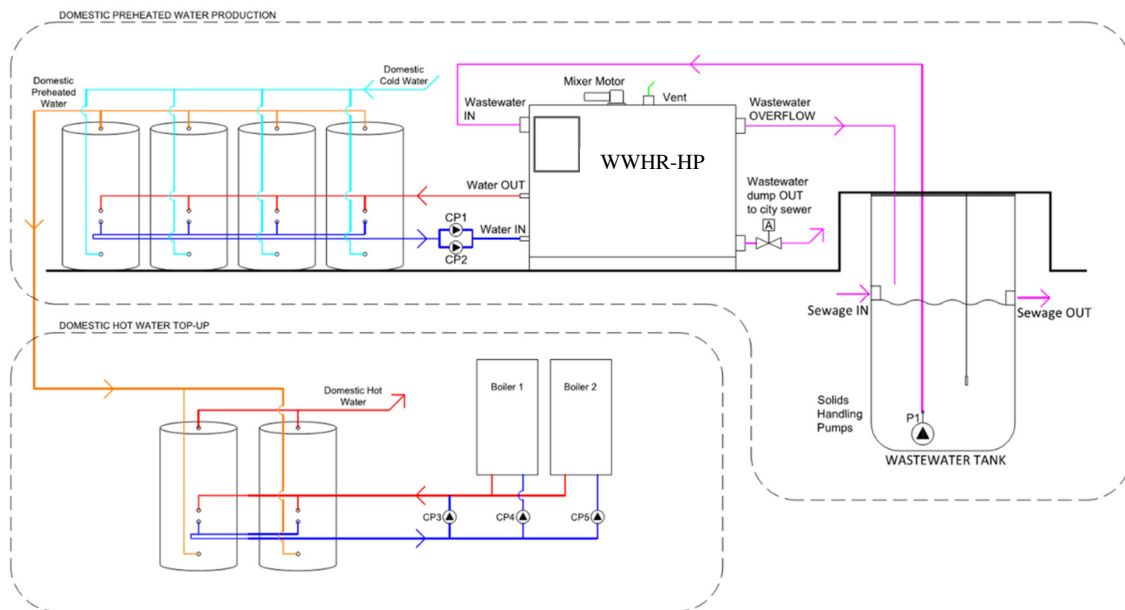 DOMESTIC PREHEATED WATER PRODUCTION
Domestic
Preheated
Water
Domestic
Cold Water
Mixer Motor
Vent
Wastewater
IN
Wastewater
OVERFLOW
WWHR-HP
Water OUT
Wastewater
dump OUT
to city sewer
A
CP1
Water IN
CP2
Sewage IN
Sewage OUT
DOMESTIC HOT WATER TOP-UP
Boiler 1
Boiler 2
Domestic Hot
Water
Solids
Handling
Pumps
P1
WASTEWATER TANK
CP3
CP4
CP5